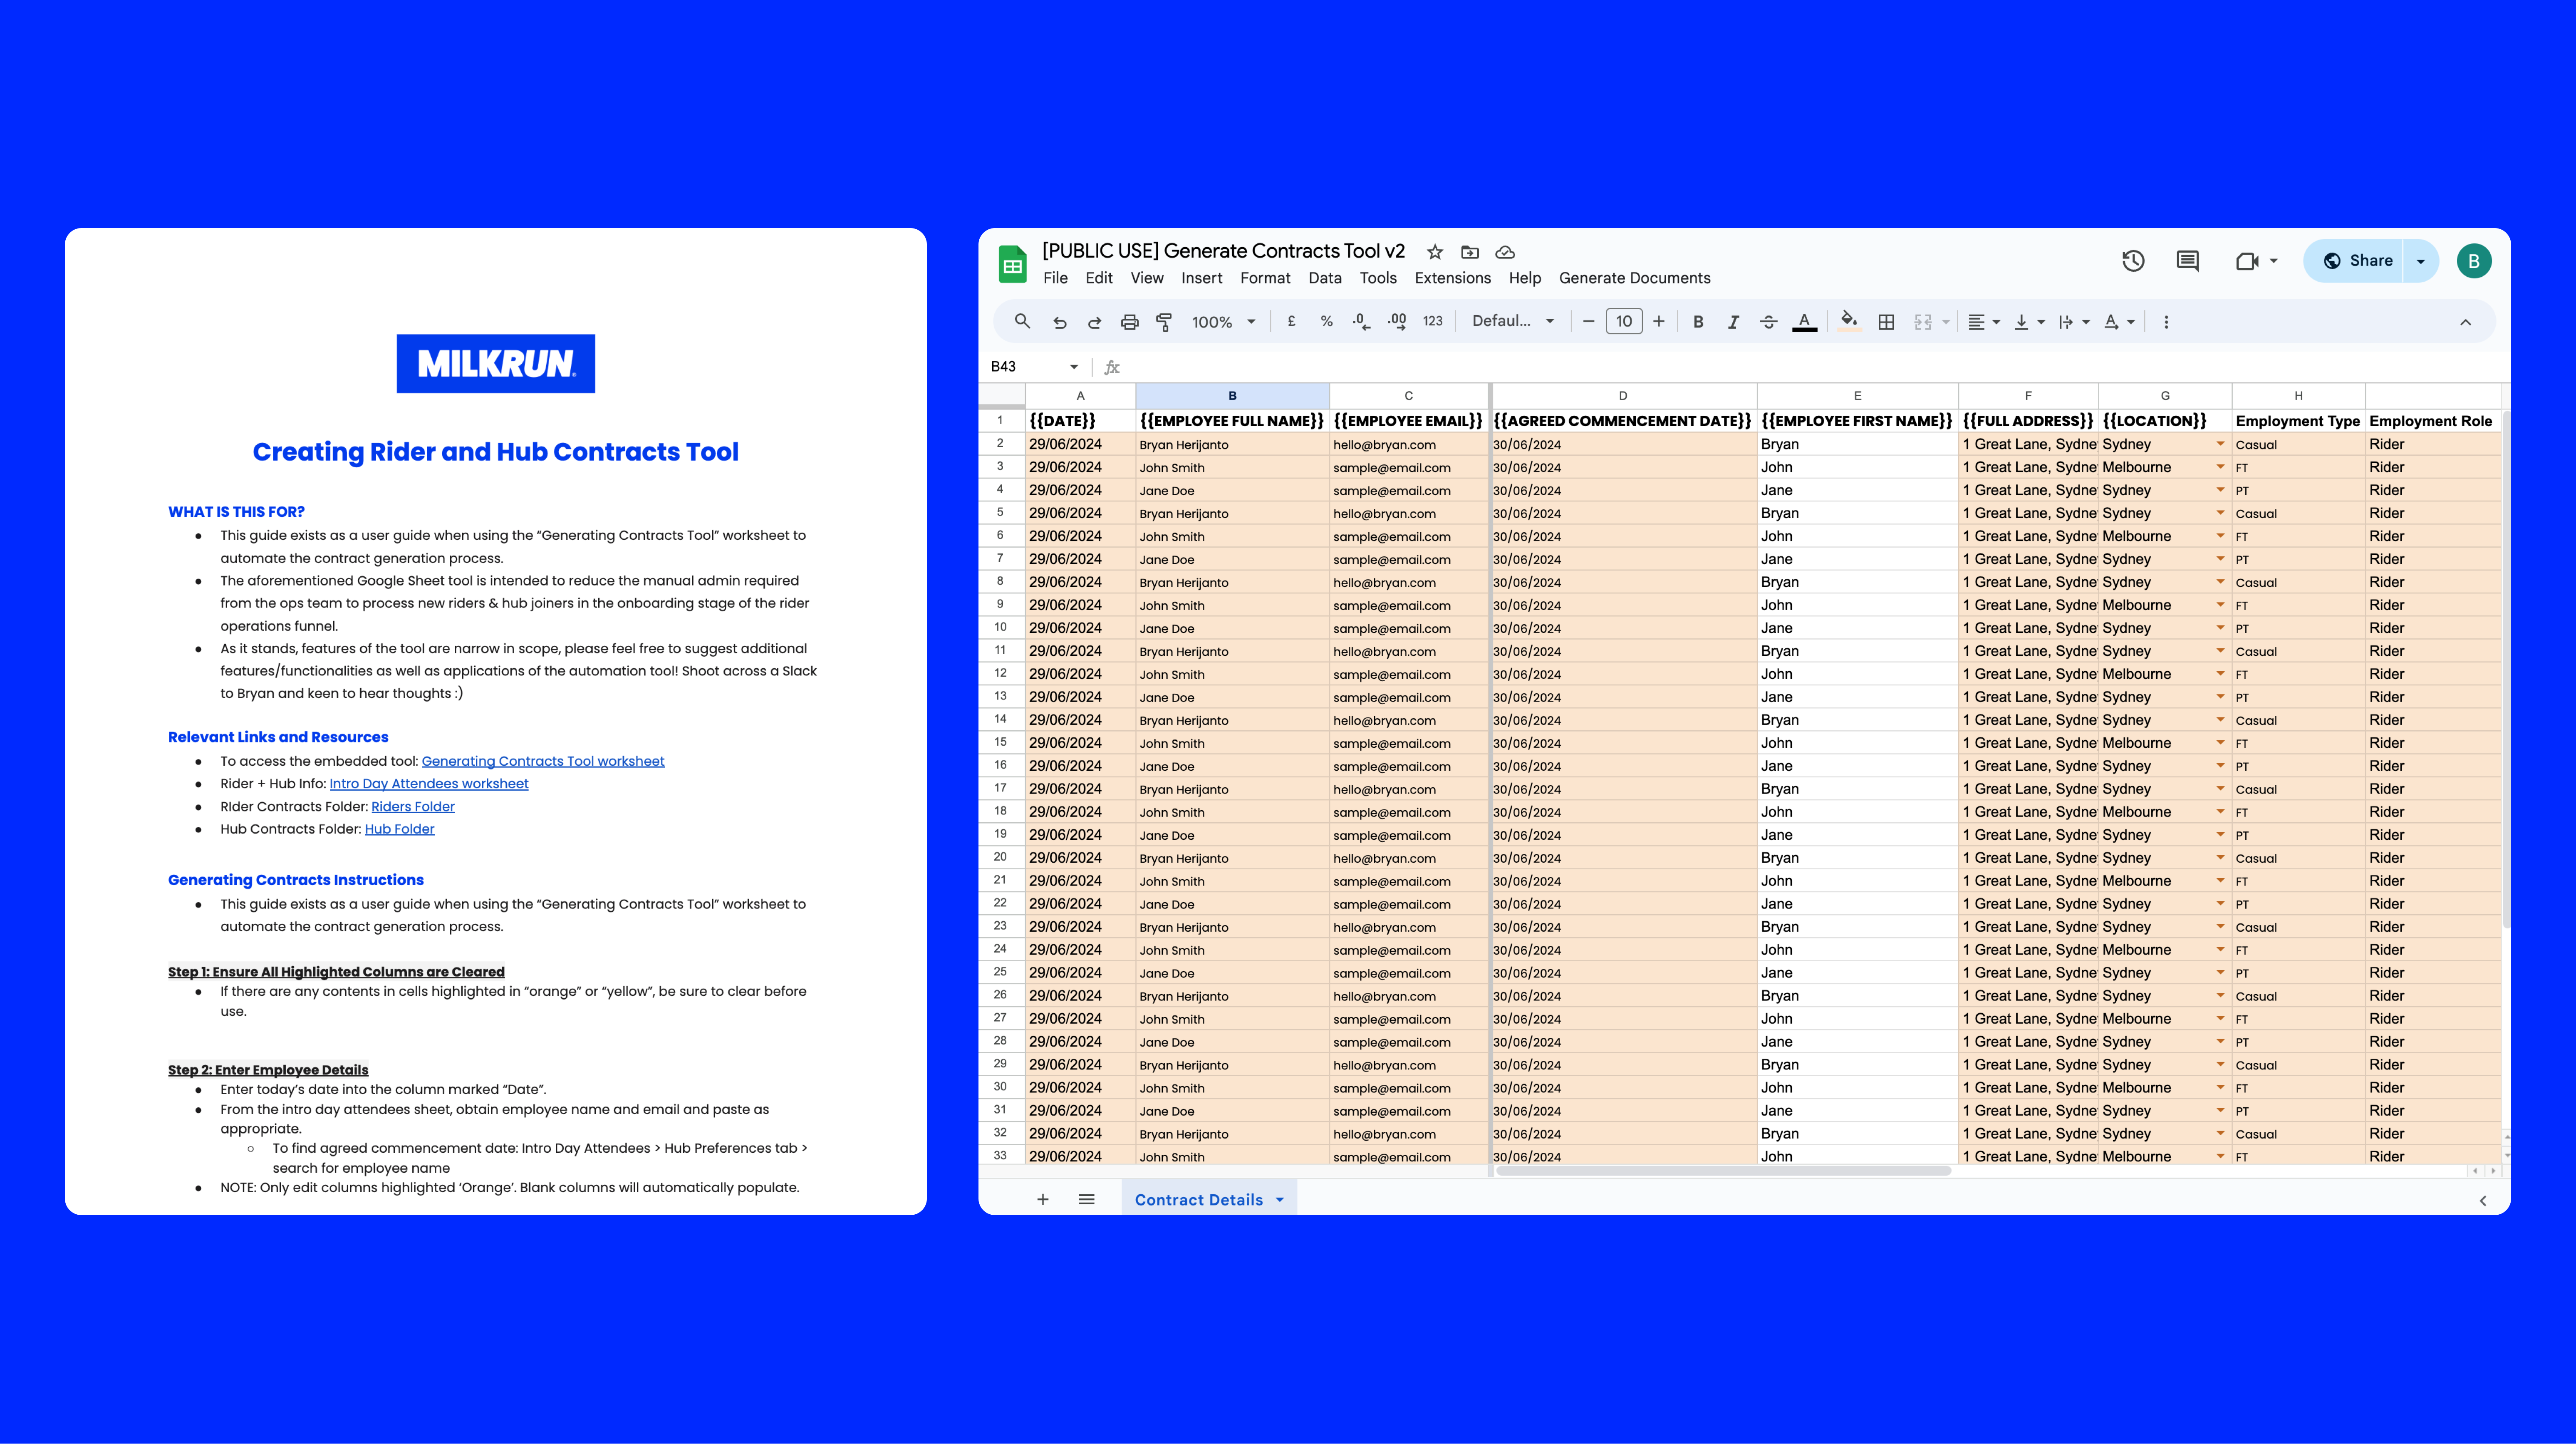 MILKRUN
Creating Rider and Hub Contracts Tool
WHAT IS THIS FOR?
● This guide exists as a user guide when using the “Generating Contracts Tool” worksheet to
automate the contract generation process.
● The aforementioned Google Sheet tool is intended to reduce the manual admin required
from the ops team to process new riders & hub joiners in the onboarding stage of the rider
operations funnel.
● As it stands, features of the tool are narrow in scope, please feel free to suggest additional
features/functionalities as well as applications of the automation tool! Shoot across a Slack
to Bryan and keen to hear thoughts :)
Relevant Links and Resources
● To access the embedded tool: Generating Contracts Tool worksheet
● Rider + Hub Info: Intro Day Attendees worksheet
● RIder Contracts Folder: Riders Folder
● Hub Contracts Folder: Hub Folder
Generating Contracts Instructions
● This guide exists as a user guide when using the “Generating Contracts Tool” worksheet to
automate the contract generation process.
Step 1: Ensure All Highlighted Columns are Cleared
● If there are any contents in cells highlighted in “orange” or “yellow”, be sure to clear before
use.
Step 2: Enter Employee Details
● Enter today’s date into the column marked “Date”.
● From the intro day attendees sheet, obtain employee name and email and paste as
appropriate.
○ To find agreed commencement date: Intro Day Attendees > Hub Preferences tab >
search for employee name
● NOTE: Only edit columns highlighted ‘Orange’. Blank columns will automatically populate.
[PUBLIC USE] Generate Contracts Tool v2
File Edit View Insert Format Data Tools Extensions Help Generate Documents
Share
B
100% £ % .0 .00 123 Defaul... − 10 + B I S A
B43 fx
A B C D E F G H
1 {{DATE}} {{EMPLOYEE FULL NAME}} {{EMPLOYEE EMAIL}} {{AGREED COMMENCEMENT DATE}} {{EMPLOYEE FIRST NAME}} {{FULL ADDRESS}} {{LOCATION}} Employment Type Employment Role
2 29/06/2024 Bryan Herijanto hello@bryan.com 30/06/2024 Bryan 1 Great Lane, Sydne Sydney Casual Rider
3 29/06/2024 John Smith sample@email.com 30/06/2024 John 1 Great Lane, Sydne Melbourne FT Rider
4 29/06/2024 Jane Doe sample@email.com 30/06/2024 Jane 1 Great Lane, Sydne Sydney PT Rider
5 29/06/2024 Bryan Herijanto hello@bryan.com 30/06/2024 Bryan 1 Great Lane, Sydne Sydney Casual Rider
6 29/06/2024 John Smith sample@email.com 30/06/2024 John 1 Great Lane, Sydne Melbourne FT Rider
7 29/06/2024 Jane Doe sample@email.com 30/06/2024 Jane 1 Great Lane, Sydne Sydney PT Rider
8 29/06/2024 Bryan Herijanto hello@bryan.com 30/06/2024 Bryan 1 Great Lane, Sydne Sydney Casual Rider
9 29/06/2024 John Smith sample@email.com 30/06/2024 John 1 Great Lane, Sydne Melbourne FT Rider
10 29/06/2024 Jane Doe sample@email.com 30/06/2024 Jane 1 Great Lane, Sydne Sydney PT Rider
11 29/06/2024 Bryan Herijanto hello@bryan.com 30/06/2024 Bryan 1 Great Lane, Sydne Sydney Casual Rider
12 29/06/2024 John Smith sample@email.com 30/06/2024 John 1 Great Lane, Sydne Melbourne FT Rider
13 29/06/2024 Jane Doe sample@email.com 30/06/2024 Jane 1 Great Lane, Sydne Sydney PT Rider
14 29/06/2024 Bryan Herijanto hello@bryan.com 30/06/2024 Bryan 1 Great Lane, Sydne Sydney Casual Rider
15 29/06/2024 John Smith sample@email.com 30/06/2024 John 1 Great Lane, Sydne Melbourne FT Rider
16 29/06/2024 Jane Doe sample@email.com 30/06/2024 Jane 1 Great Lane, Sydne Sydney PT Rider
17 29/06/2024 Bryan Herijanto hello@bryan.com 30/06/2024 Bryan 1 Great Lane, Sydne Sydney Casual Rider
18 29/06/2024 John Smith sample@email.com 30/06/2024 John 1 Great Lane, Sydne Melbourne FT Rider
19 29/06/2024 Jane Doe sample@email.com 30/06/2024 Jane 1 Great Lane, Sydne Sydney PT Rider
20 29/06/2024 Bryan Herijanto hello@bryan.com 30/06/2024 Bryan 1 Great Lane, Sydne Sydney Casual Rider
21 29/06/2024 John Smith sample@email.com 30/06/2024 John 1 Great Lane, Sydne Melbourne FT Rider
22 29/06/2024 Jane Doe sample@email.com 30/06/2024 Jane 1 Great Lane, Sydne Sydney PT Rider
23 29/06/2024 Bryan Herijanto hello@bryan.com 30/06/2024 Bryan 1 Great Lane, Sydne Sydney Casual Rider
24 29/06/2024 John Smith sample@email.com 30/06/2024 John 1 Great Lane, Sydne Melbourne FT Rider
25 29/06/2024 Jane Doe sample@email.com 30/06/2024 Jane 1 Great Lane, Sydne Sydney PT Rider
26 29/06/2024 Bryan Herijanto hello@bryan.com 30/06/2024 Bryan 1 Great Lane, Sydne Sydney Casual Rider
27 29/06/2024 John Smith sample@email.com 30/06/2024 John 1 Great Lane, Sydne Melbourne FT Rider
28 29/06/2024 Jane Doe sample@email.com 30/06/2024 Jane 1 Great Lane, Sydne Sydney PT Rider
29 29/06/2024 Bryan Herijanto hello@bryan.com 30/06/2024 Bryan 1 Great Lane, Sydne Sydney Casual Rider
30 29/06/2024 John Smith sample@email.com 30/06/2024 John 1 Great Lane, Sydne Melbourne FT Rider
31 29/06/2024 Jane Doe sample@email.com 30/06/2024 Jane 1 Great Lane, Sydne Sydney PT Rider
32 29/06/2024 Bryan Herijanto hello@bryan.com 30/06/2024 Bryan 1 Great Lane, Sydne Sydney Casual Rider
33 29/06/2024 John Smith sample@email.com 30/06/2024 John 1 Great Lane, Sydne Melbourne FT Rider
Contract Details